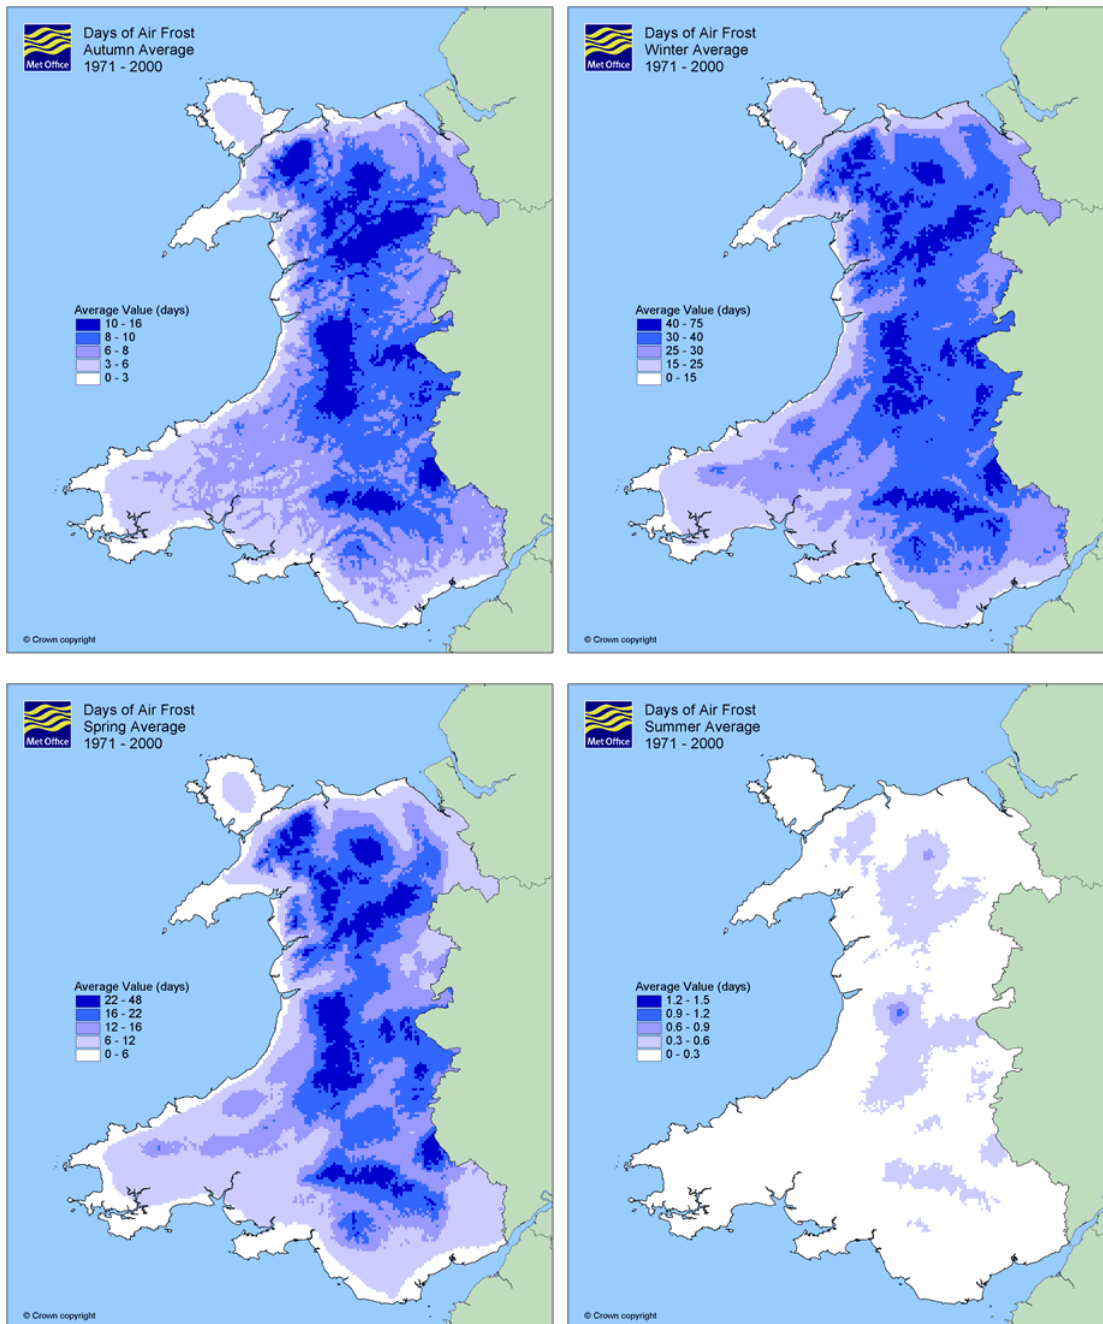 Met Office
Days of Air Frost
Autumn Average
1971 - 2000
Average Value (days)
10 - 16
8 - 10
6 - 8
3 - 6
0 - 3
© Crown copyright
Met Office
Days of Air Frost
Winter Average
1971 - 2000
Average Value (days)
40 - 75
30 - 40
25 - 30
15 - 25
0 - 15
© Crown copyright
Met Office
Days of Air Frost
Spring Average
1971 - 2000
Average Value (days)
22 - 48
16 - 22
12 - 16
6 - 12
0 - 6
© Crown copyright
Met Office
Days of Air Frost
Summer Average
1971 - 2000
Average Value (days)
1.2 - 1.5
0.9 - 1.2
0.6 - 0.9
0.3 - 0.6
0 - 0.3
© Crown copyright